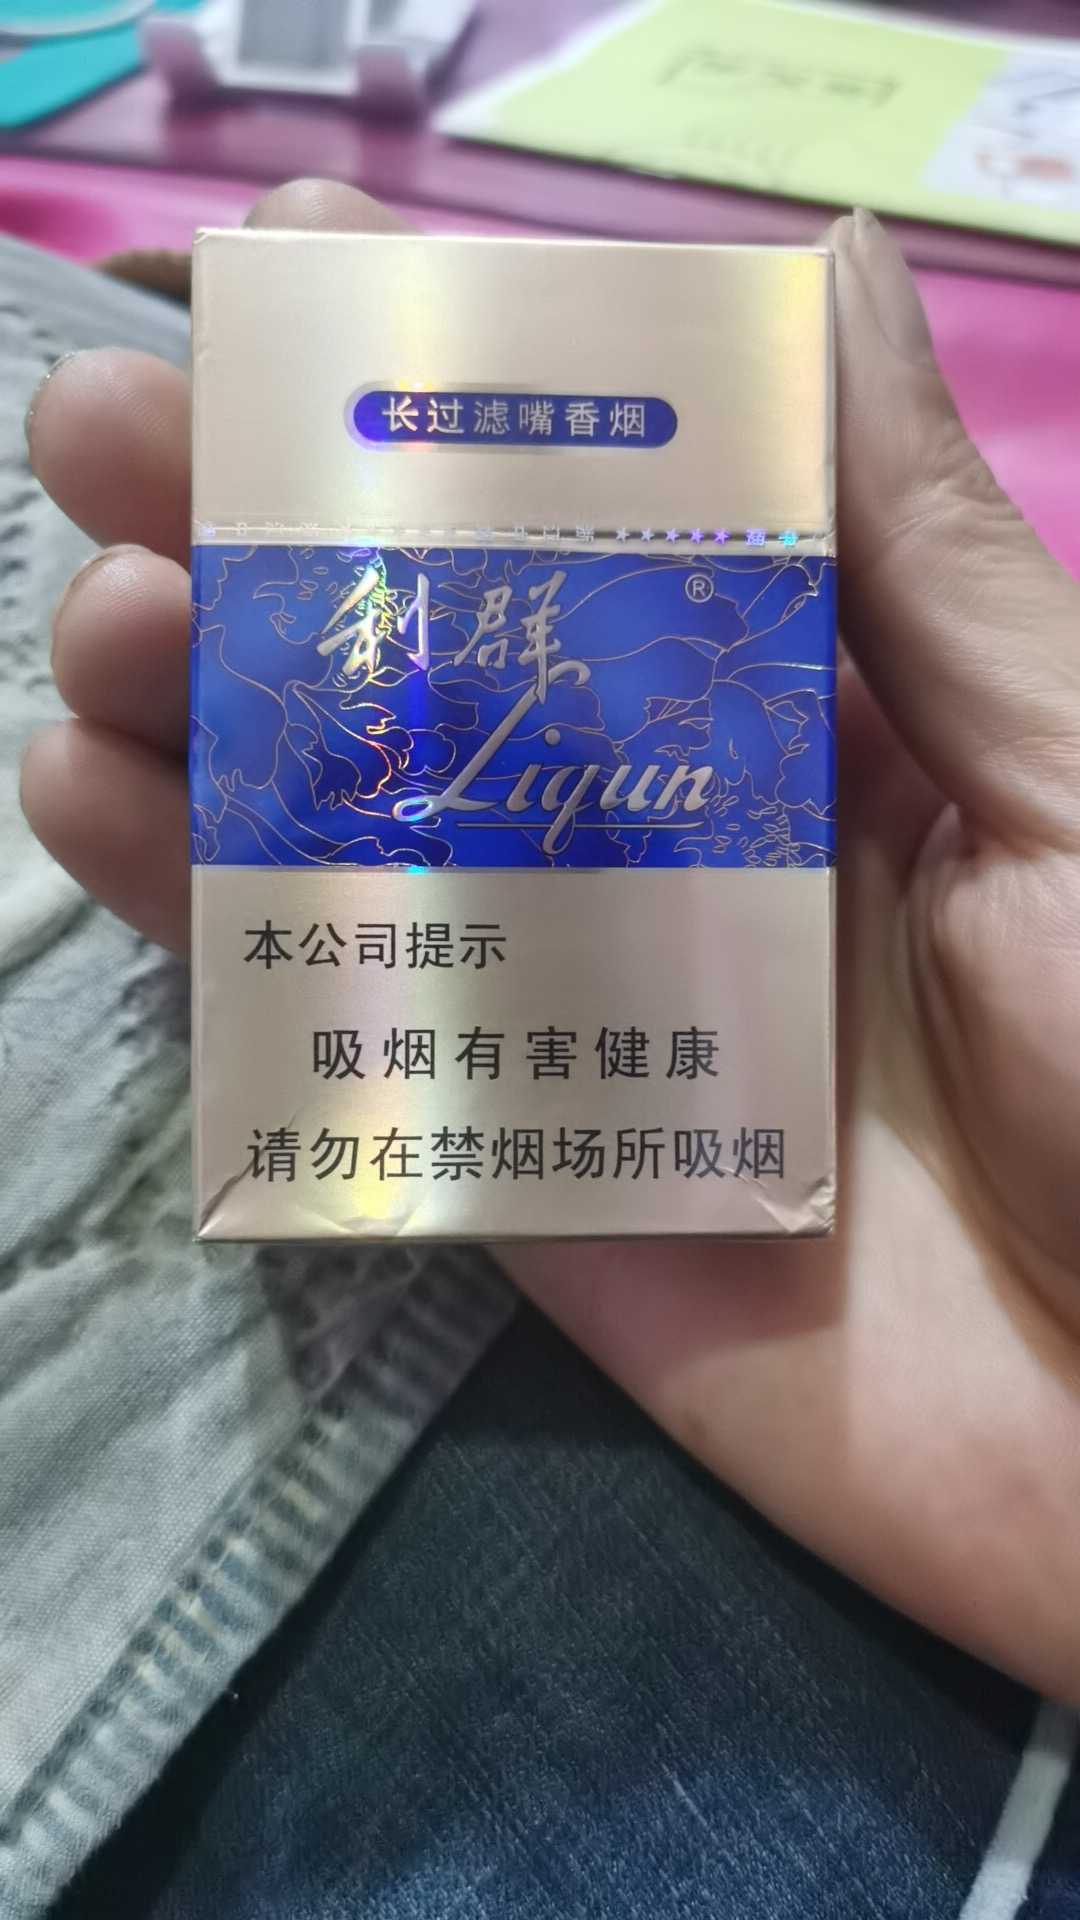 长过滤嘴香烟
利群
®
Liqun
本公司提示
吸烟有害健康
请勿在禁烟场所吸烟